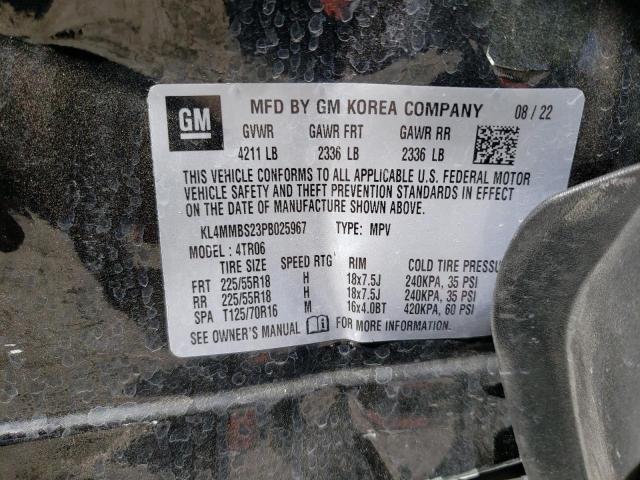 GM MFD BY GM KOREA COMPANY 08/22
GVWR GAWR FRT GAWR RR
4211 LB 2336 LB 2336 LB
THIS VEHICLE CONFORMS TO ALL APPLICABLE U.S. FEDERAL MOTOR
VEHICLE SAFETY AND THEFT PREVENTION STANDARDS IN EFFECT
ON THE DATE OF MANUFACTURE SHOWN ABOVE.
KL4MMBS23PB025967 TYPE: MPV
MODEL: 4TR06
TIRE SIZE SPEED RTG RIM COLD TIRE PRESSU
FRT 225/55R18 H 18x7.5J 240KPA, 35 PSI
RR 225/55R18 H 18x7.5J 240KPA, 35 PSI
SPA T125/70R16 M 16x4.0BT 420KPA, 60 PSI
SEE OWNER'S MANUAL FOR MORE INFORMATION.